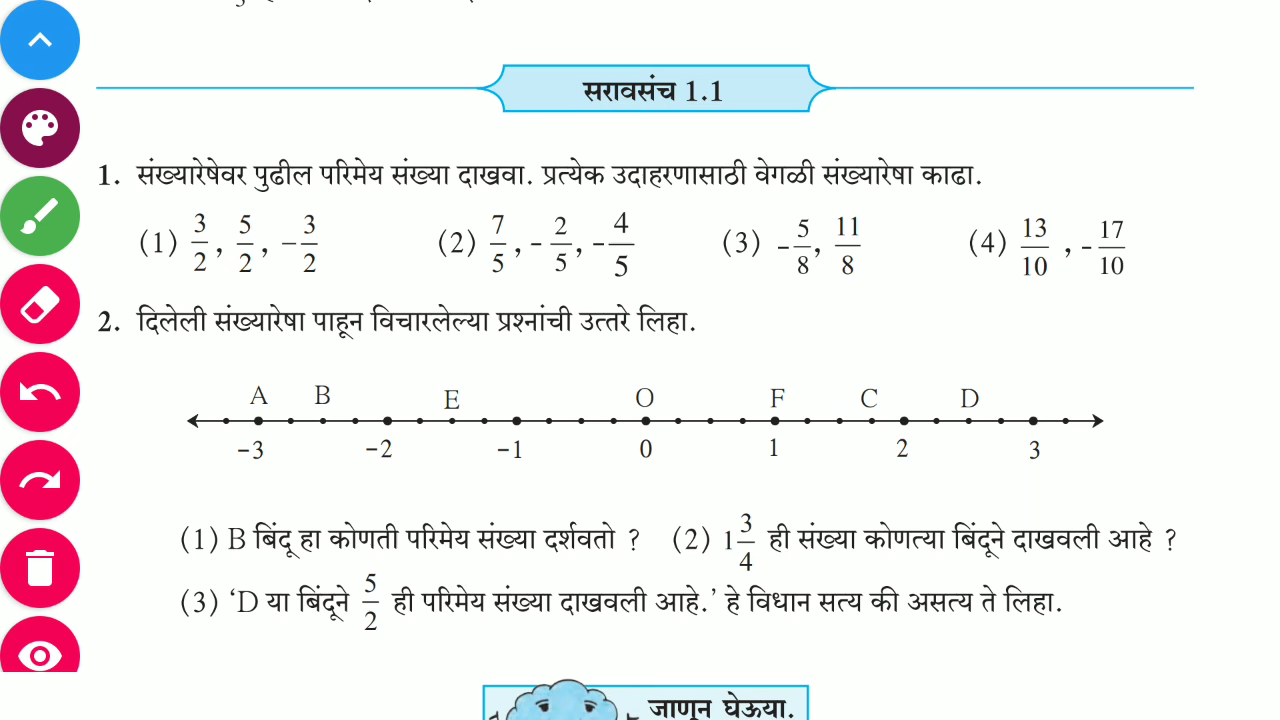 सरावसंच 1.1
1. संख्यारेषेवर पुढील परिमेय संख्या दाखवा. प्रत्येक उदाहरणासाठी वेगळी संख्यारेषा काढा.
(1) 3/2, 5/2, -3/2 (2) 7/5, -2/5, -4/5 (3) -5/8, 11/8 (4) 13/10, -17/10
2. दिलेली संख्यारेषा पाहून विचारलेल्या प्रश्नांची उत्तरे लिहा.
A B E O F C D
-3 -2 -1 0 1 2 3
(1) B बिंदू हा कोणती परिमेय संख्या दर्शवतो ? (2) 1 3/4 ही संख्या कोणत्या बिंदूने दाखवली आहे ?
(3) ‘D या बिंदूने 5/2 ही परिमेय संख्या दाखवली आहे.’ हे विधान सत्य की असत्य ते लिहा.
जाणून घेऊया.